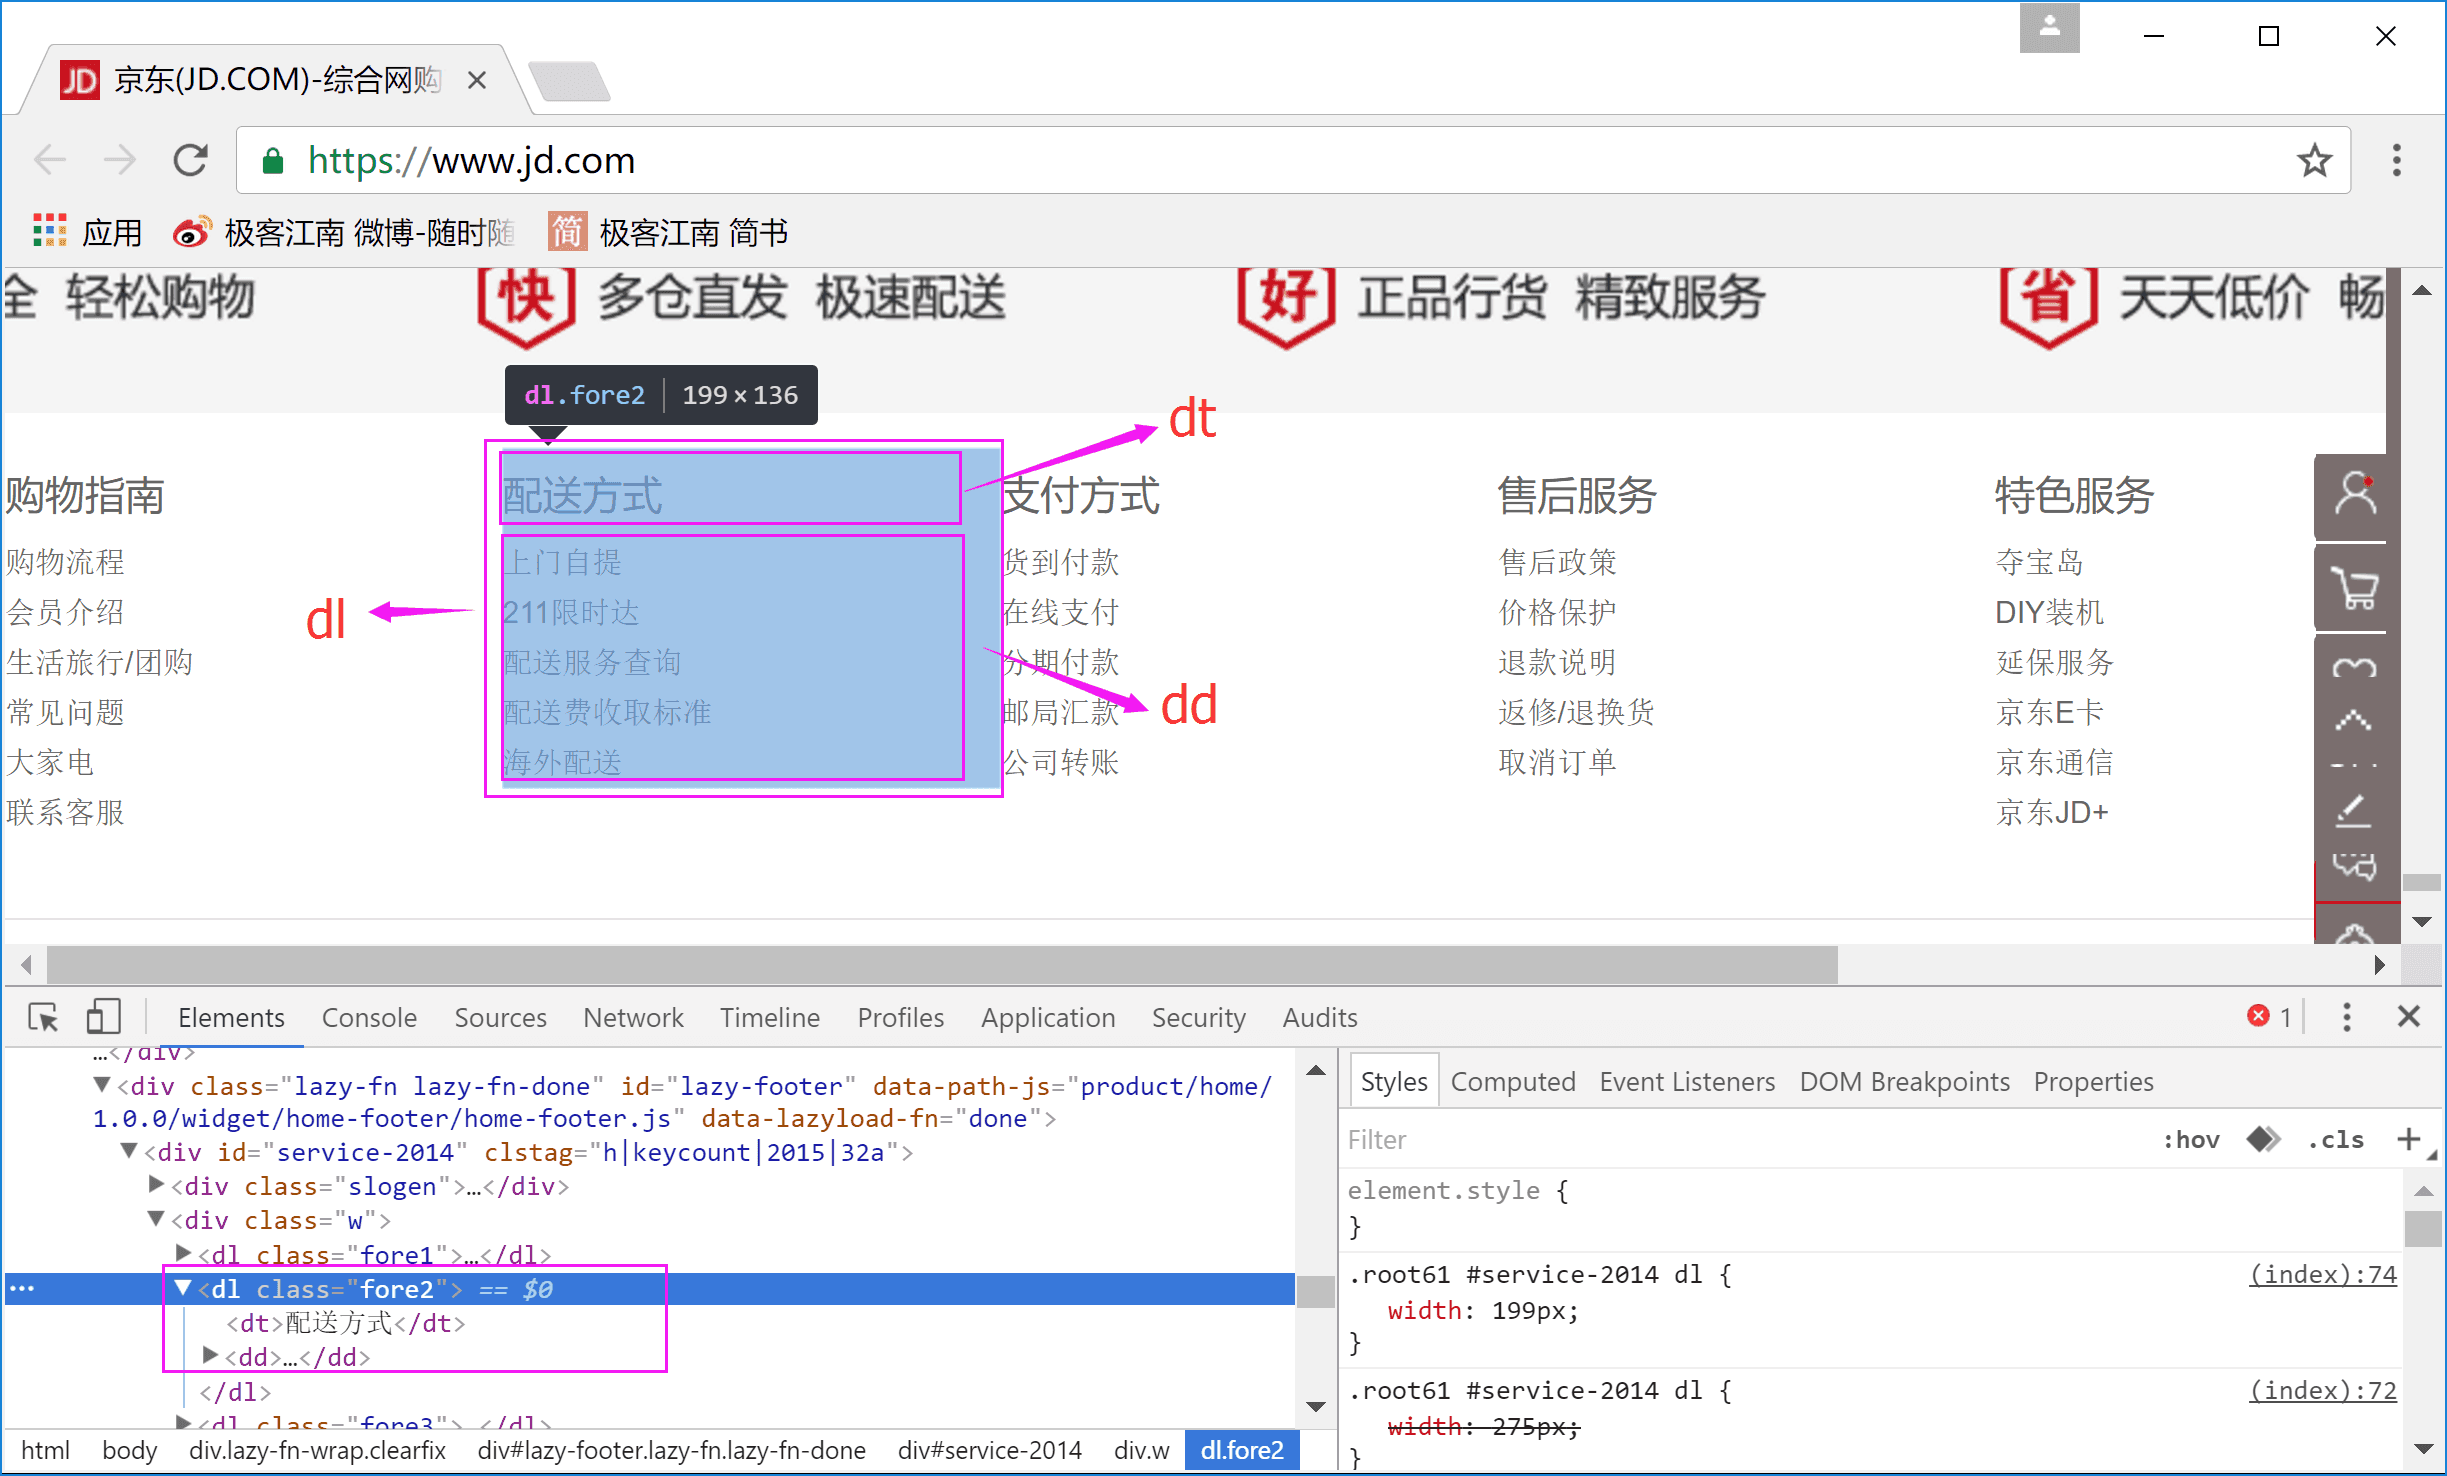 JD 京东(JD.COM)-综合网购
https://www.jd.com
应用 极客江南 微博-随时随 简 极客江南 简书
全 轻松购物 快 多仓直发 极速配送 好 正品行货 精致服务 省 天天低价 畅
dl.fore2 199 × 136
dt
购物指南 配送方式 支付方式 售后服务 特色服务
购物流程 上门自提 货到付款 售后政策 夺宝岛
会员介绍 211限时达 在线支付 价格保护 DIY装机
dl
生活旅行/团购 配送服务查询 分期付款 退款说明 延保服务
dd
常见问题 配送费收取标准 邮局汇款 返修/退换货 京东E卡
大家电 海外配送 公司转账 取消订单 京东通信
联系客服 京东JD+
Elements Console Sources Network Timeline Profiles Application Security Audits 1
…</div>
<div class="lazy-fn lazy-fn-done" id="lazy-footer" data-path-js="product/home/
1.0.0/widget/home-footer/home-footer.js" data-lazyload-fn="done">
<div id="service-2014" clstag="h|keycount|2015|32a">
<div class="slogen">…</div>
<div class="w">
<dl class="fore1">…</dl>
… <dl class="fore2"> == $0
<dt>配送方式</dt>
<dd>…</dd>
</dl>
<dl class="fore3">…</dl>
html body div.lazy-fn-wrap.clearfix div#lazy-footer.lazy-fn.lazy-fn-done div#service-2014 div.w dl.fore2
Styles Computed Event Listeners DOM Breakpoints Properties
Filter :hov .cls +
element.style {
}
.root61 #service-2014 dl { (index):74
width: 199px;
}
.root61 #service-2014 dl { (index):72
width: 275px;
}